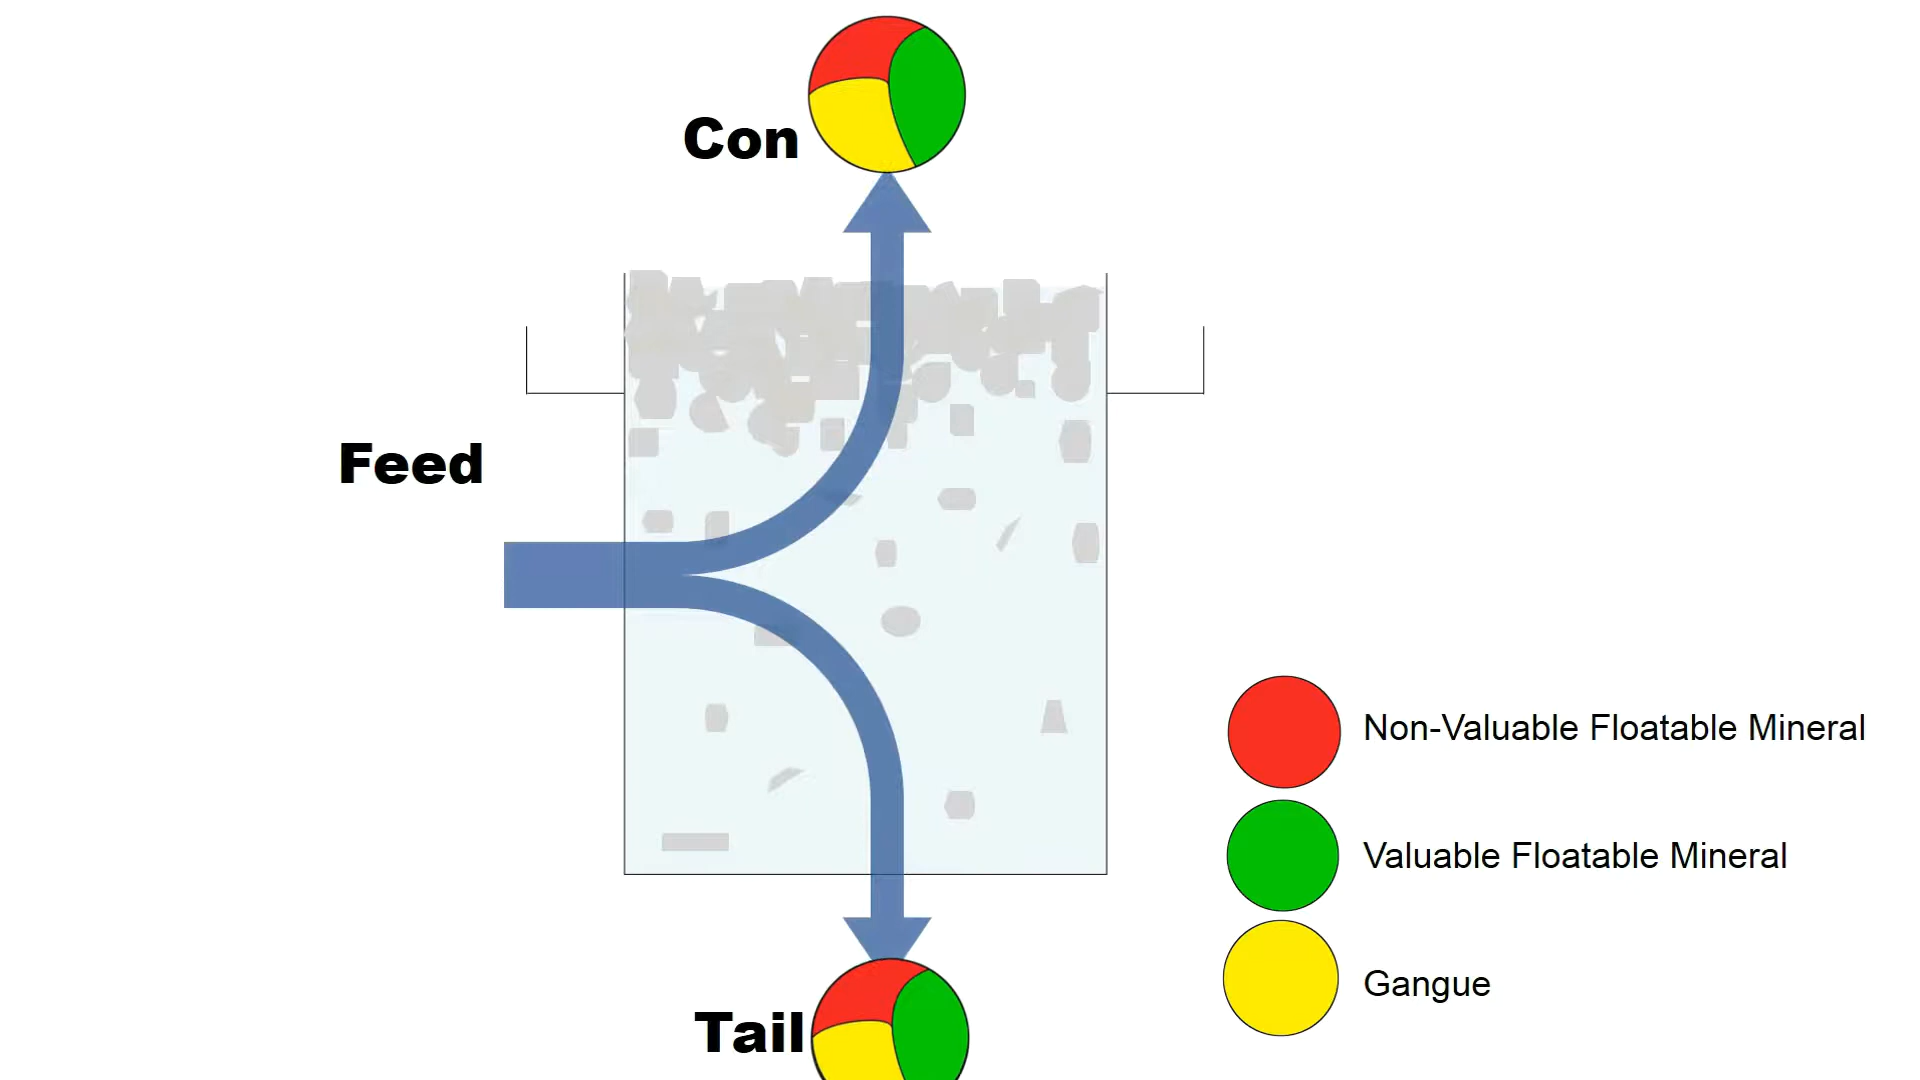 Con
Feed
Non-Valuable Floatable Mineral
Valuable Floatable Mineral
Gangue
Tail